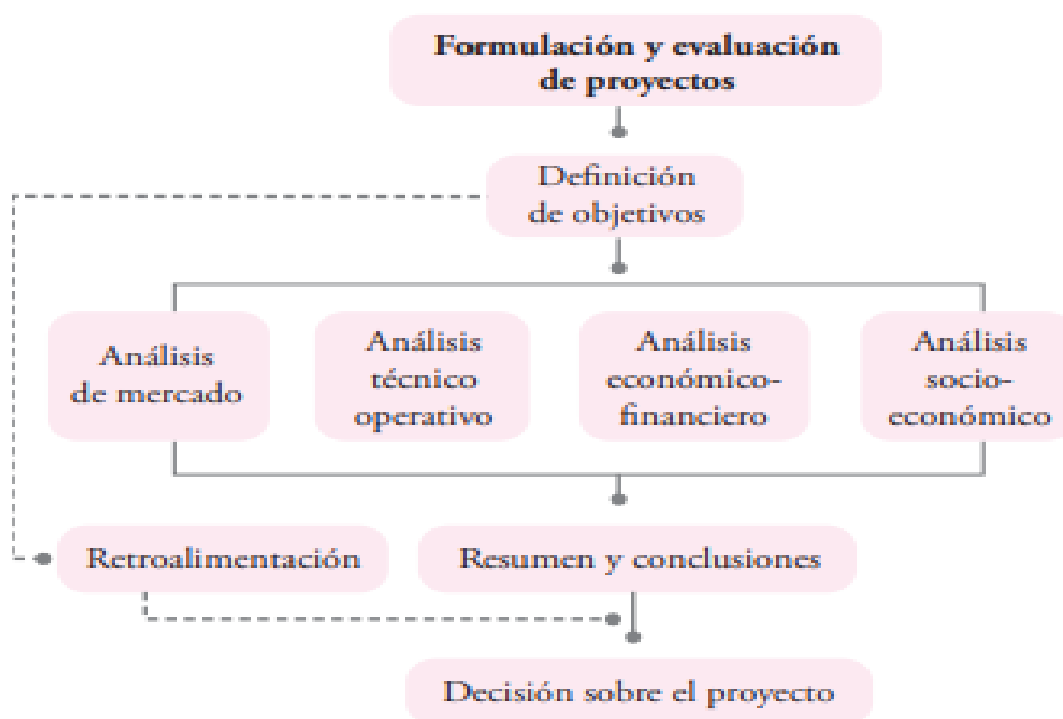 Formulación y evaluación
de proyectos
Definición
de objetivos
Análisis
de mercado
Análisis
técnico
operativo
Análisis
económico-
financiero
Análisis
socio-
económico
Retroalimentación
Resumen y conclusiones
Decisión sobre el proyecto